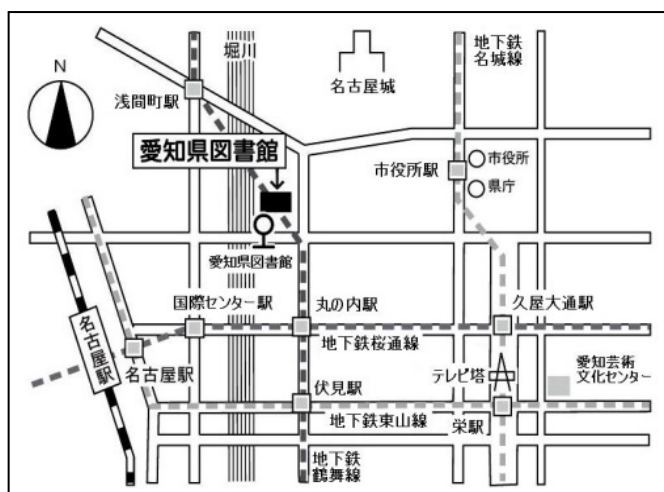 N
堀川
名古屋城
地下鉄
名城線
浅間町駅
愛知県図書館
市役所駅
市役所
県庁
愛知県図書館
国際センター駅
丸の内駅
久屋大通駅
地下鉄桜通線
名古屋駅
名古屋駅
テレビ塔
愛知芸術
文化センター
伏見駅
地下鉄東山線
栄駅
地下鉄
鶴舞線